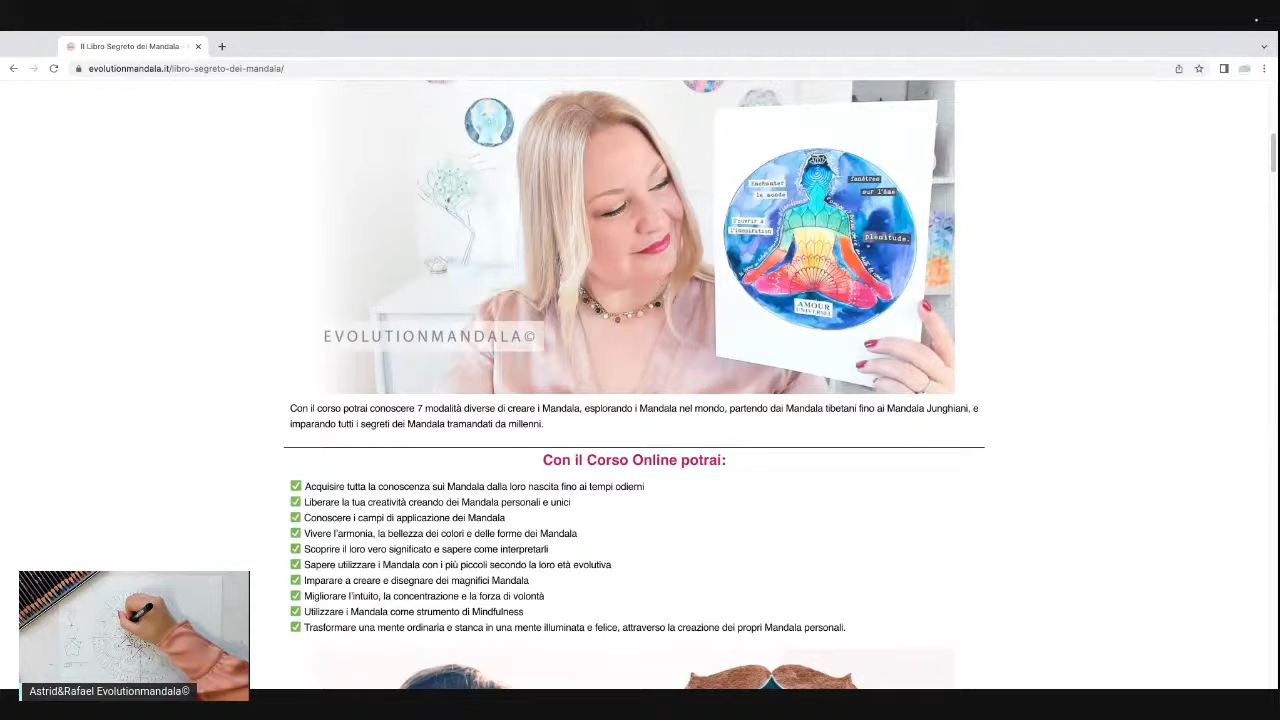 Il Libro Segreto dei Mandala -
evolutionmandala.it/libro-segreto-dei-mandala/
Enchanter
le monde
fenêtres
sur l'âme
S'ouvrir à
l'inspiration
plénitude.
AMOUR
UNIVERSEL
EVOLUTIONMANDALA©
Con il corso potrai conoscere 7 modalità diverse di creare i Mandala, esplorando i Mandala nel mondo, partendo dai Mandala tibetani fino ai Mandala Junghiani, e
imparando tutti i segreti dei Mandala tramandati da millenni.
Con il Corso Online potrai:
✅ Acquisire tutta la conoscenza sui Mandala dalla loro nascita fino ai tempi odierni
✅ Liberare la tua creatività creando dei Mandala personali e unici
✅ Conoscere i campi di applicazione dei Mandala
✅ Vivere l'armonia, la bellezza dei colori e delle forme dei Mandala
✅ Scoprire il loro vero significato e sapere come interpretarli
✅ Sapere utilizzare i Mandala con i più piccoli secondo la loro età evolutiva
✅ Imparare a creare e disegnare dei magnifici Mandala
✅ Migliorare l'intuito, la concentrazione e la forza di volontà
✅ Utilizzare i Mandala come strumento di Mindfulness
✅ Trasformare una mente ordinaria e stanca in una mente illuminata e felice, attraverso la creazione dei propri Mandala personali.
Astrid&Rafael Evolutionmandala©